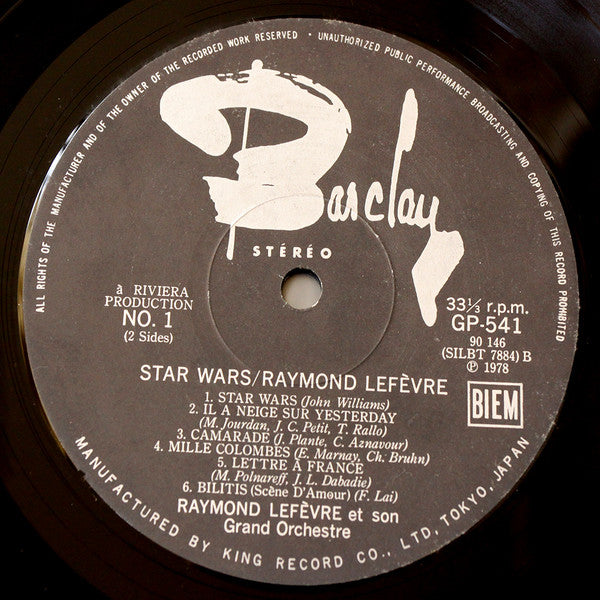 ALL RIGHTS OF THE MANUFACTURER AND OF THE OWNER OF THE RECORDED WORK RESERVED · UNAUTHORIZED PUBLIC PERFORMANCE BROADCASTING AND COPYING OF THIS RECORD PROHIBITED
Barclay
STÉRÉO
à RIVIERA
PRODUCTION
NO. 1
(2 Sides)
33⅓ r.p.m.
GP-541
90 146
(SILBT 7884) B
Ⓟ 1978
BIEM
STAR WARS/RAYMOND LEFÈVRE
1. STAR WARS (John Williams)
2. IL A NEIGE SUR YESTERDAY
(M. Jourdan, J. C. Petit, T. Rallo)
3. CAMARADE (J. Plante, C. Aznavour)
4. MILLE COLOMBES (E. Marnay, Ch. Bruhn)
5. LETTRE À FRANCE
(M. Polnareff, J. L. Dabadie)
6. BILITIS (Scène D'Amour) (F. Lai)
RAYMOND LEFÈVRE et son
Grand Orchestre
MANUFACTURED BY KING RECORD CO., LTD, TOKYO, JAPAN